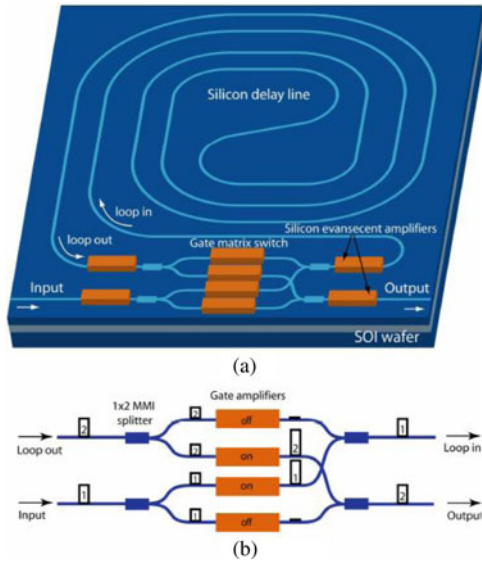 Silicon delay line
loop in
Silicon evansecent amplifiers
loop out
Gate matrix switch
Input
Output
SOI wafer
(a)
1x2 MMI
splitter
Gate amplifiers
2
2
off
1
Loop out
2
on
2
Loop in
1
1
on
1
2
Input
1
off
Output
(b)